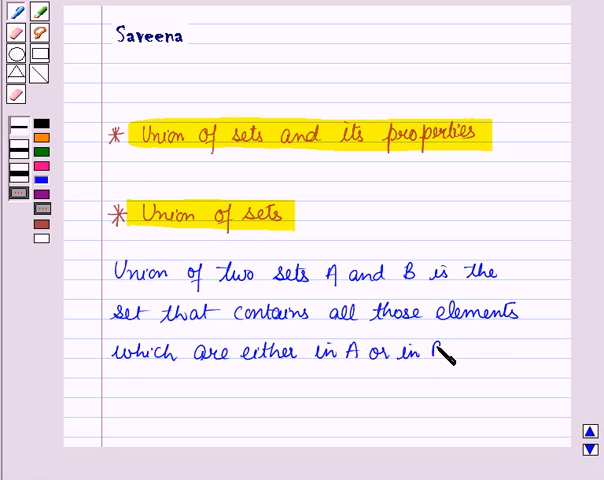 Saveena
* Union of sets and its properties
* Union of sets
Union of two sets A and B is the
set that contains all those elements
which are either in A or in